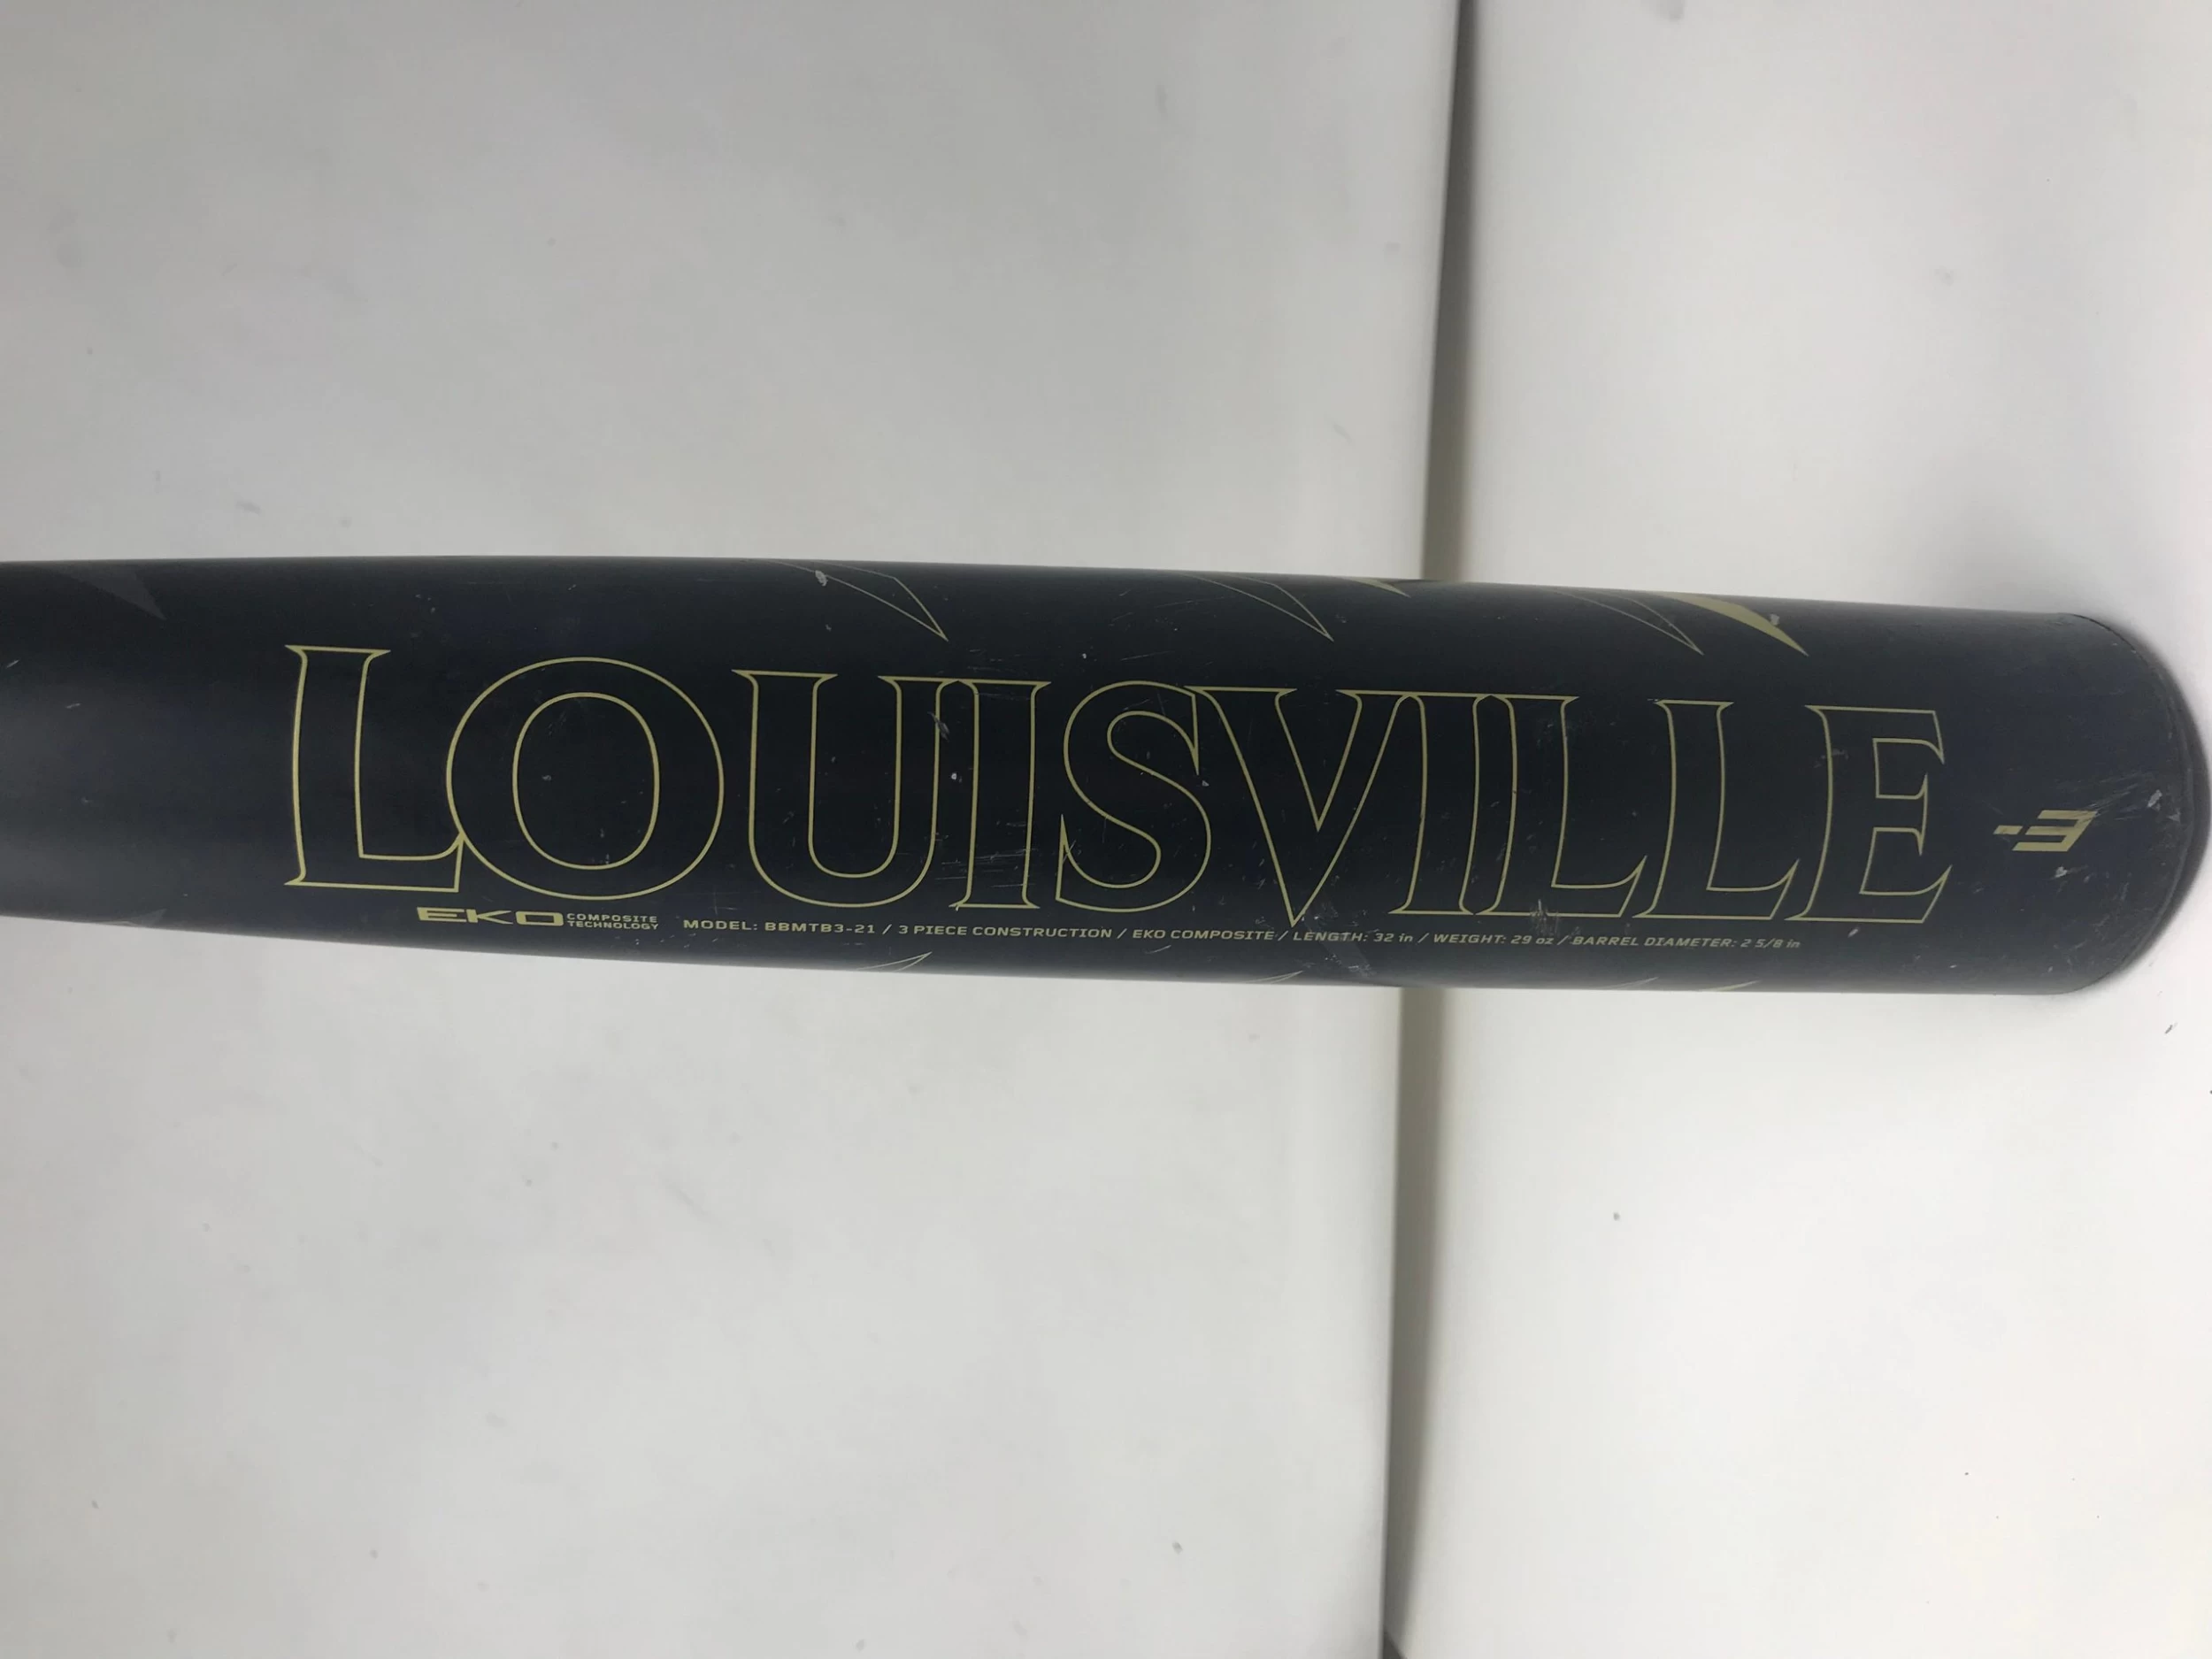 LOUISVILLE
-3
EKO COMPOSITE TECHNOLOGY
MODEL: BBMTB3-21 / 3 PIECE CONSTRUCTION / EKO COMPOSITE / LENGTH: 32 in / WEIGHT: 29 oz / BARREL DIAMETER: 2 5/8 in